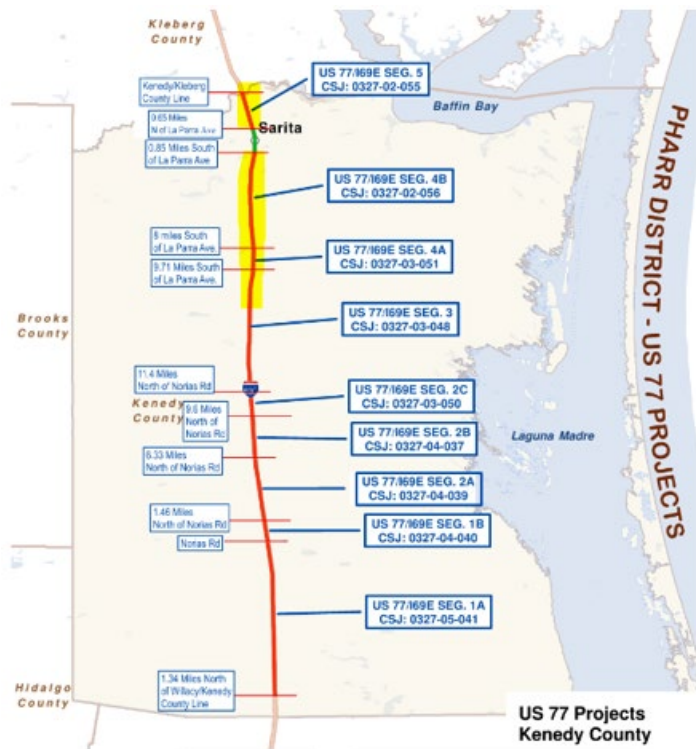 Kleberg
County
US 77/I69E SEG. 5
CSJ: 0327-02-055
Kenedy/Kleberg
County Line
Baffin Bay
0.65 Miles
N of La Parra Ave
Sarita
0.85 Miles South
of La Parra Ave
US 77/I69E SEG. 4B
CSJ: 0327-02-056
8 miles South
of La Parra Ave.
US 77/I69E SEG. 4A
CSJ: 0327-03-051
9.71 Miles South
of La Parra Ave.
Brooks
County
US 77/I69E SEG. 3
CSJ: 0327-03-048
11.4 Miles
North of Norias Rd
Kenedy
County
US 77/I69E SEG. 2C
CSJ: 0327-03-050
9.6 Miles
North of
Norias Rd
US 77/I69E SEG. 2B
CSJ: 0327-04-037
Laguna Madre
6.33 Miles
North of Norias Rd
US 77/I69E SEG. 2A
CSJ: 0327-04-039
1.46 Miles
North of Norias Rd
US 77/I69E SEG. 1B
CSJ: 0327-04-040
Norias Rd
US 77/I69E SEG. 1A
CSJ: 0327-05-041
1.34 Miles North
of Willacy/Kenedy
County Line
Hidalgo
County
PHARR DISTRICT - US 77 PROJECTS
US 77 Projects
Kenedy County